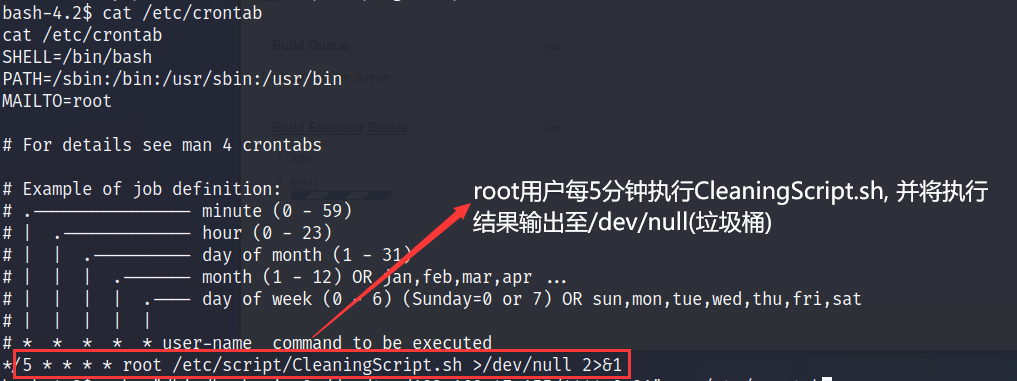 bash-4.2$ cat /etc/crontab
cat /etc/crontab
SHELL=/bin/bash
PATH=/sbin:/bin:/usr/sbin:/usr/bin
MAILTO=root
Build Queue
queue
# For details see man 4 crontabs
Build Executor Status
1 Idle
2 test1
# Example of job definition:
# .---------------- minute (0 - 59)
# | .------------- hour (0 - 23)
# | | .---------- day of month (1 - 31)
# | | | .------- month (1 - 12) OR jan,feb,mar,apr ...
# | | | | .---- day of week (0 - 6) (Sunday=0 or 7) OR sun,mon,tue,wed,thu,fri,sat
# | | | | |
# * * * * * user-name command to be executed
*/5 * * * * root /etc/script/CleaningScript.sh >/dev/null 2>&1
root用户每5分钟执行CleaningScript.sh, 并将执行
结果输出至/dev/null(垃圾桶)